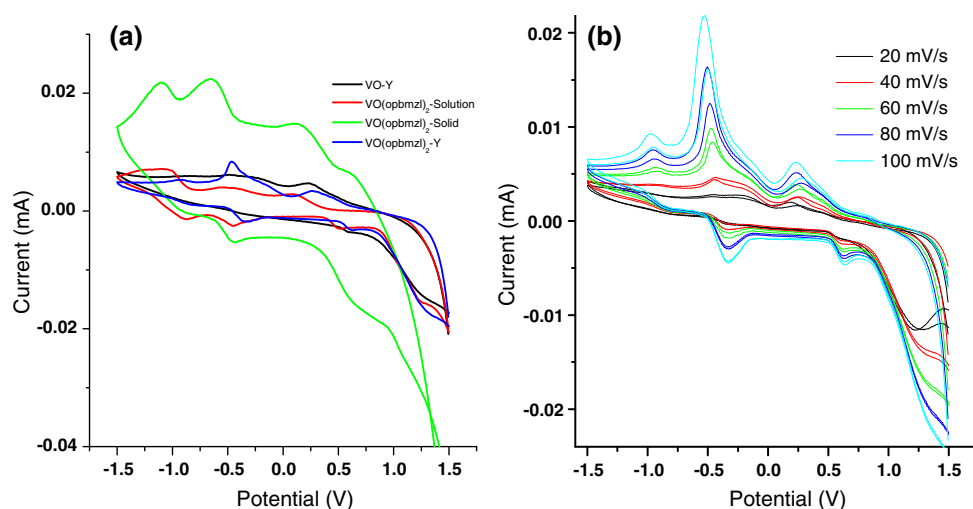 (a)
VO-Y
VO(opbmzl)2-Solution
VO(opbmzl)2-Solid
VO(opbmzl)2-Y
0.02
0.00
-0.02
-0.04
Current (mA)
-1.5 -1.0 -0.5 0.0 0.5 1.0 1.5
Potential (V)
(b)
20 mV/s
40 mV/s
60 mV/s
80 mV/s
100 mV/s
0.02
0.01
0.00
-0.01
-0.02
Current (mA)
-1.5 -1.0 -0.5 0.0 0.5 1.0 1.5
Potential (V)